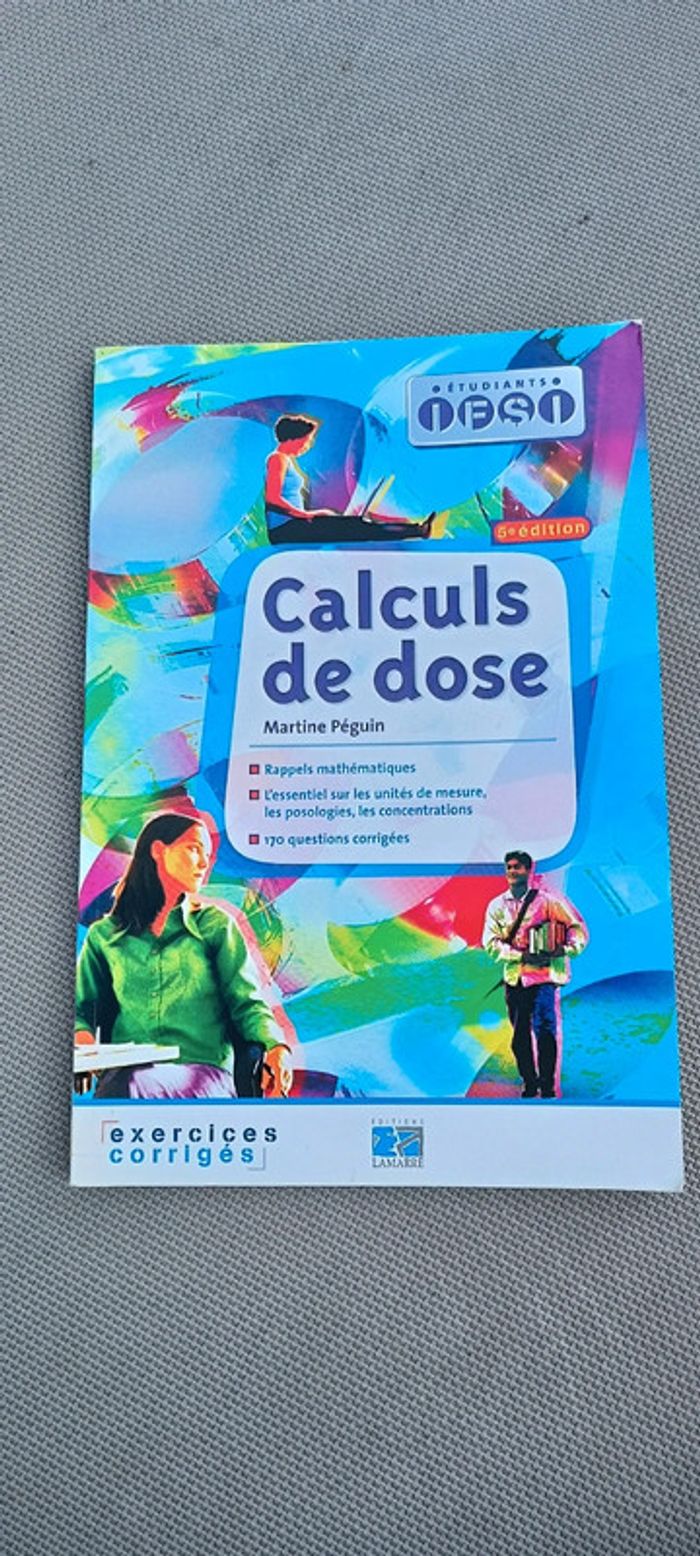 • ÉTUDIANTS •
IFSI
5e édition
Calculs
de dose
Martine Péguin
Rappels mathématiques
L'essentiel sur les unités de mesure,
les posologies, les concentrations
170 questions corrigées
exercices
corrigés
ÉDITIONS
LAMARRE